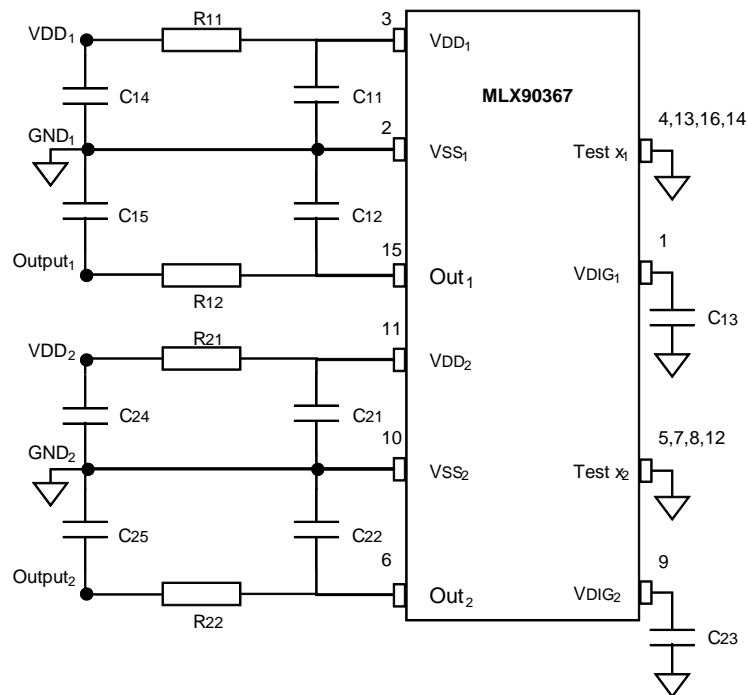 VDD1
R11
3
VDD1
C14
C11
MLX90367
GND1
2
VSS1
4,13,16,14
Test x1
C15
C12
Output1
R12
15
Out1
1
VDIG1
C13
VDD2
R21
11
VDD2
C24
C21
GND2
10
VSS2
5,7,8,12
Test x2
C25
C22
Output2
R22
6
Out2
9
VDIG2
C23